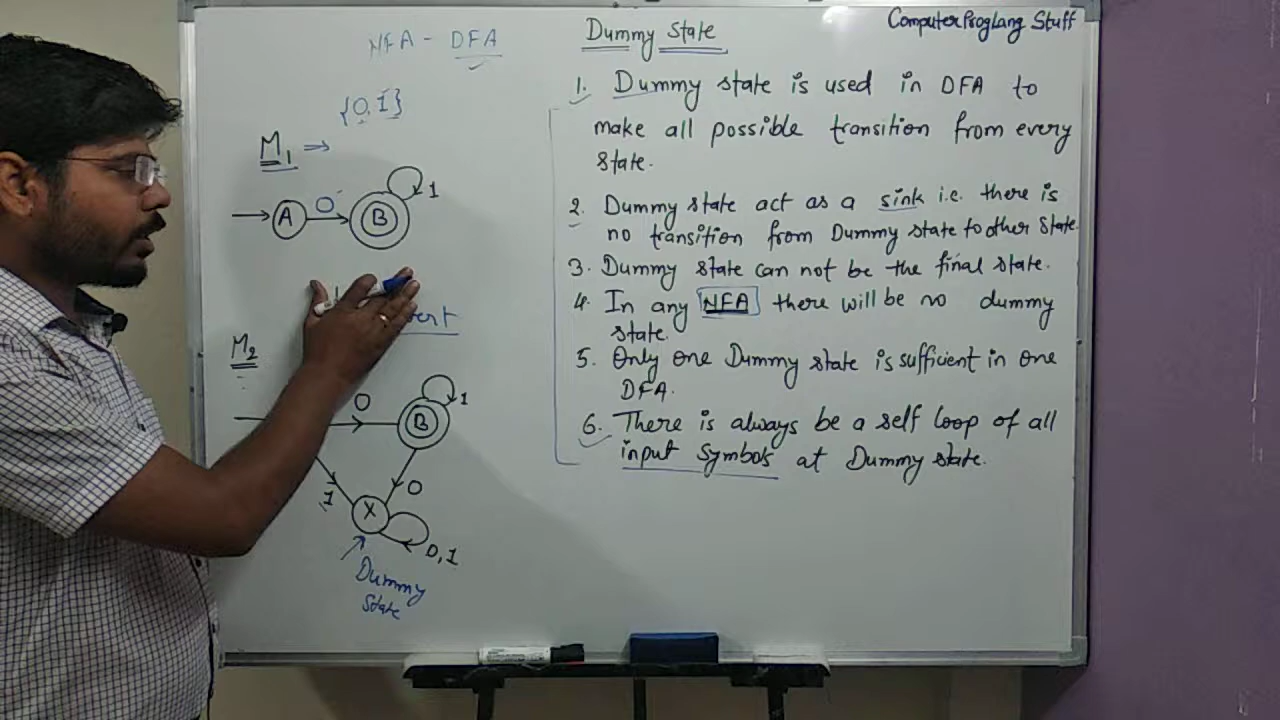 NFA - DFA
{0,1}
M1 ⇒
A
0
B
1
M2
0
B
1
1
0
X
0,1
Dummy
State
Dummy State
ComputerProgLang Stuff
1. Dummy state is used in DFA to
make all possible transition from every
state.
2. Dummy state act as a sink i.e. there is
no transition from Dummy state to other state.
3. Dummy state can not be the final state.
4. In any NFA there will be no dummy
state.
5. Only one Dummy state is sufficient in one
DFA.
6. There is always be a self loop of all
input symbols at Dummy state.